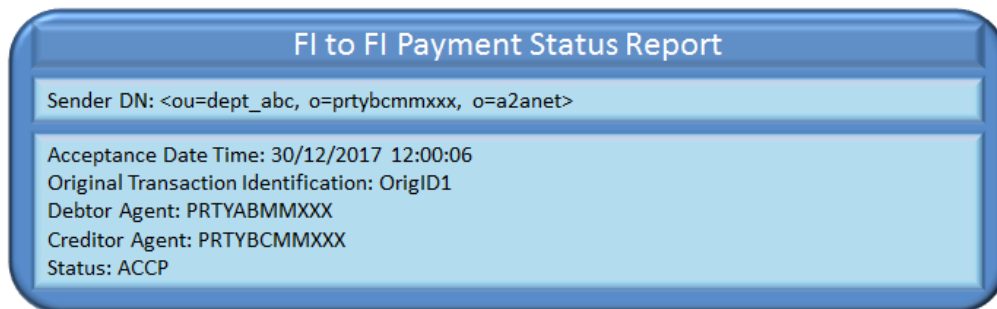 FI to FI Payment Status Report
Sender DN: <ou=dept_abc, o=prtybcmmxxx, o=a2anet>
Acceptance Date Time: 30/12/2017 12:00:06
Original Transaction Identification: OrigID1
Debtor Agent: PRTYABMMXXX
Creditor Agent: PRTYBCMMXXX
Status: ACCP